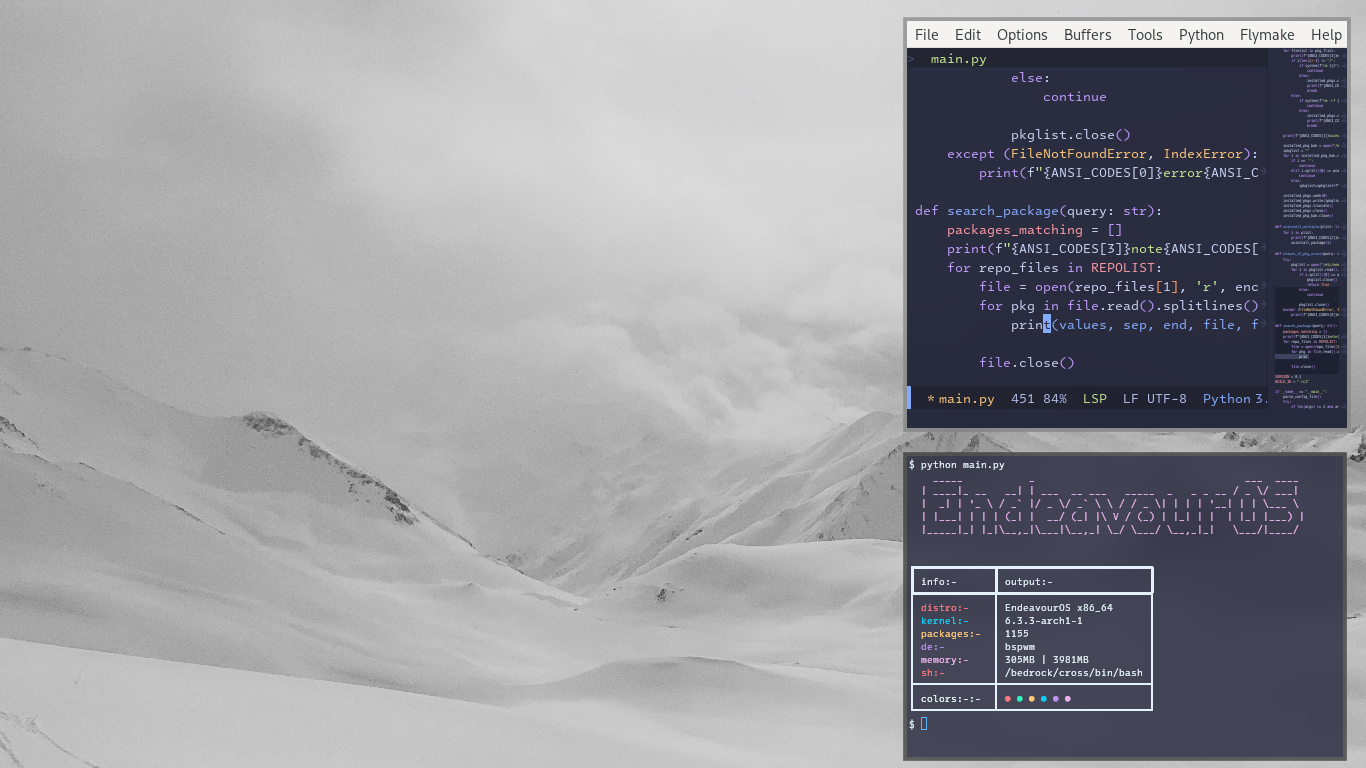 File Edit Options Buffers Tools Python Flymake Help
> main.py
else:
continue
pkglist.close()
except (FileNotFoundError, IndexError):
print(f"{ANSI_CODES[0]}error{ANSI_C
def search_package(query: str):
packages_matching = []
print(f"{ANSI_CODES[3]}note{ANSI_CODES[
for repo_files in REPOLIST:
file = open(repo_files[1], 'r', enc
for pkg in file.read().splitlines()
print(values, sep, end, file, f
file.close()
* main.py 451 84% LSP LF UTF-8 Python 3.
$ python main.py
EndeavourOS
info:- output:-
distro:- EndeavourOS x86_64
kernel:- 6.3.3-arch1-1
packages:- 1155
de:- bspwm
memory:- 305MB | 3981MB
sh:- /bedrock/cross/bin/bash
colors:-:-
$